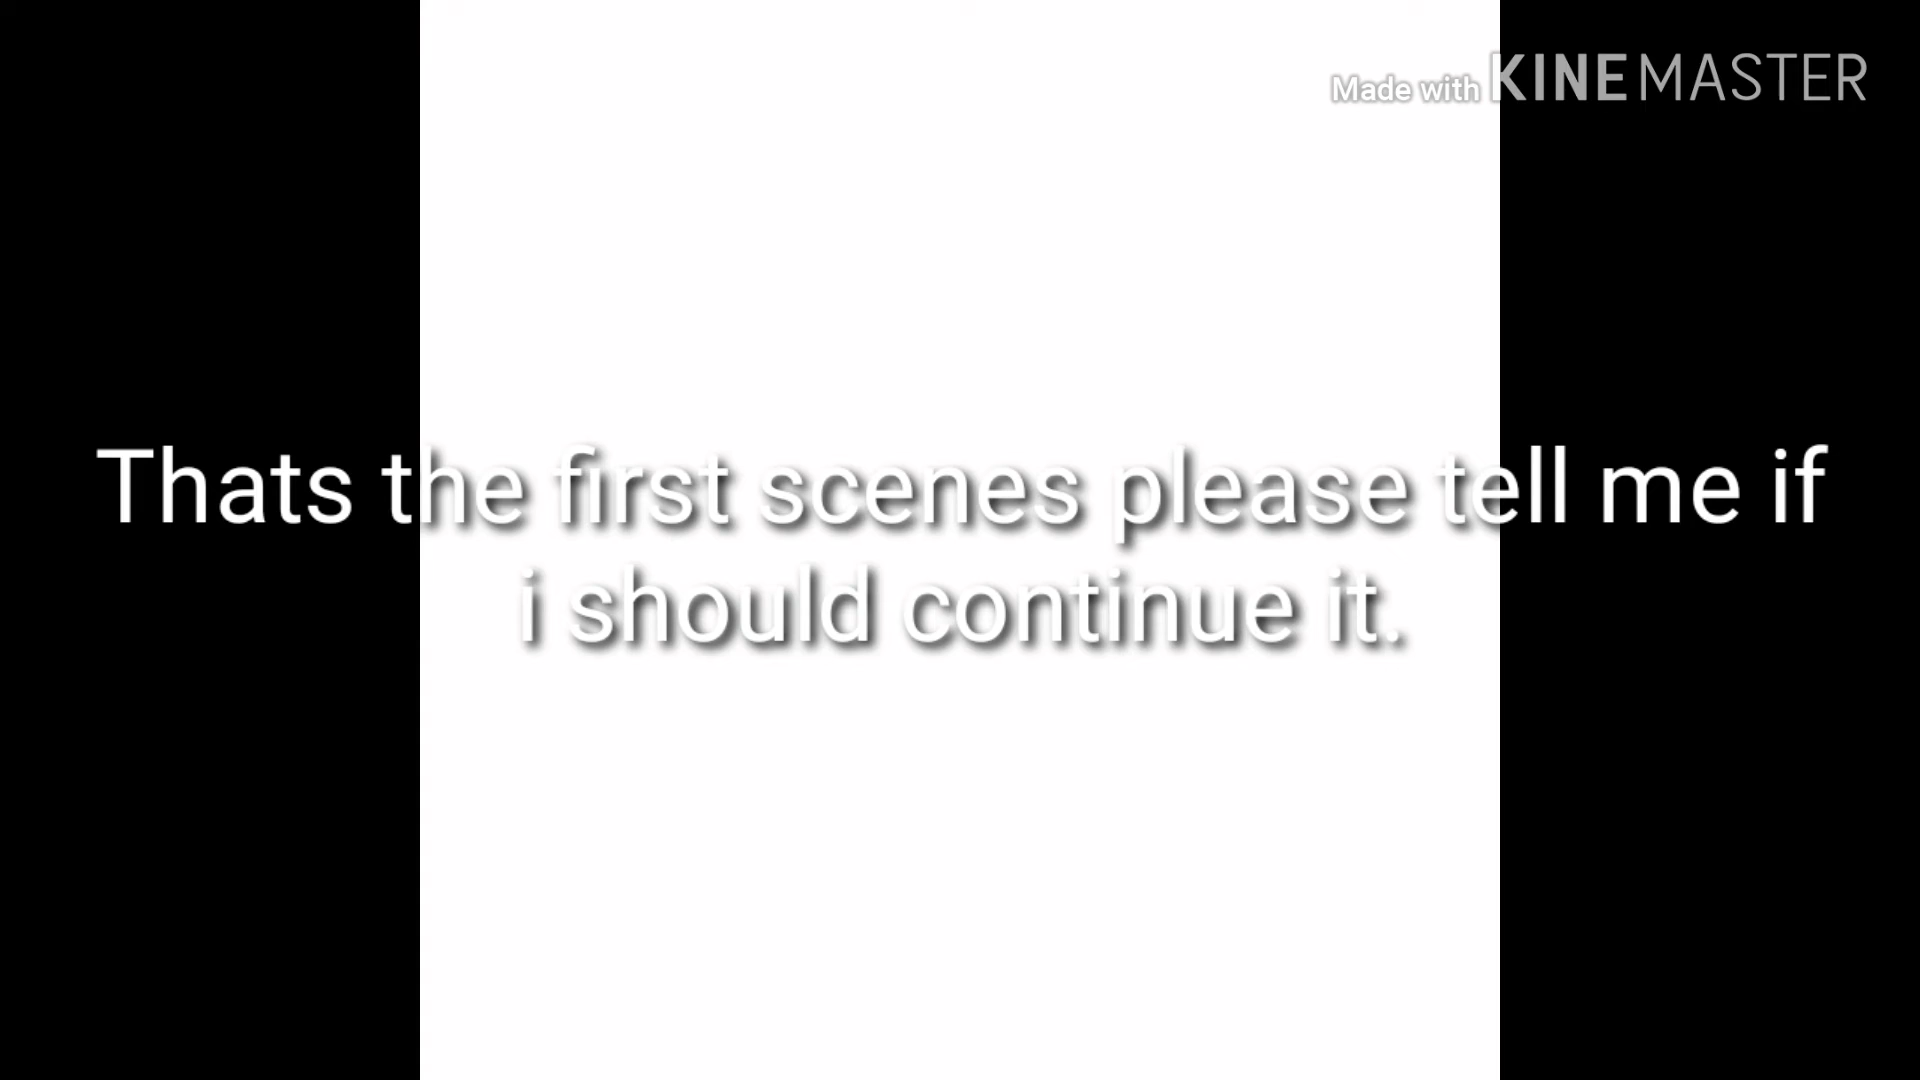 Made with KINEMASTER
Thats the first scenes please tell me if
i should continue it.